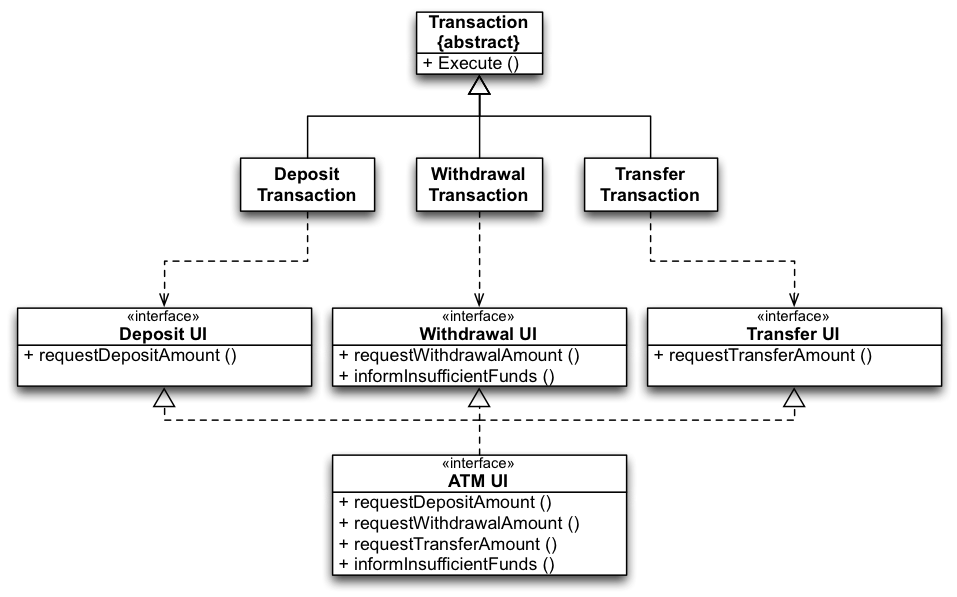 Transaction
{abstract}
+ Execute ()
Deposit
Transaction
Withdrawal
Transaction
Transfer
Transaction
«interface»
Deposit UI
+ requestDepositAmount ()
«interface»
Withdrawal UI
+ requestWithdrawalAmount ()
+ informInsufficientFunds ()
«interface»
Transfer UI
+ requestTransferAmount ()
«interface»
ATM UI
+ requestDepositAmount ()
+ requestWithdrawalAmount ()
+ requestTransferAmount ()
+ informInsufficientFunds ()